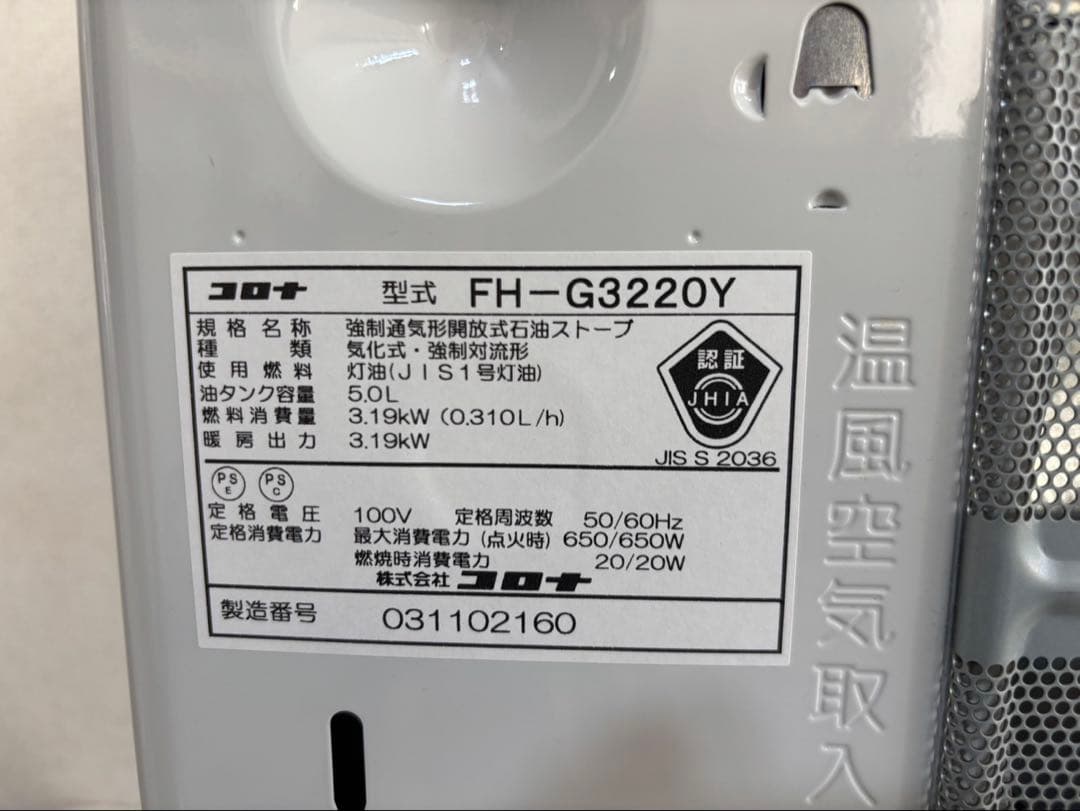 コロナ 型式 FH-G3220Y
規格名称 強制通気形開放式石油ストーブ
種類 気化式・強制対流形
使用燃料 灯油(JIS1号灯油)
油タンク容量 5.0L
燃料消費量 3.19kW (0.310L/h)
暖房出力 3.19kW
認証
JHIA
JIS S 2036
PS E PS C
定格電圧 100V 定格周波数 50/60Hz
定格消費電力 最大消費電力(点火時) 650/650W
燃焼時消費電力 20/20W
株式会社 コロナ
製造番号 031102160
温風空気取入